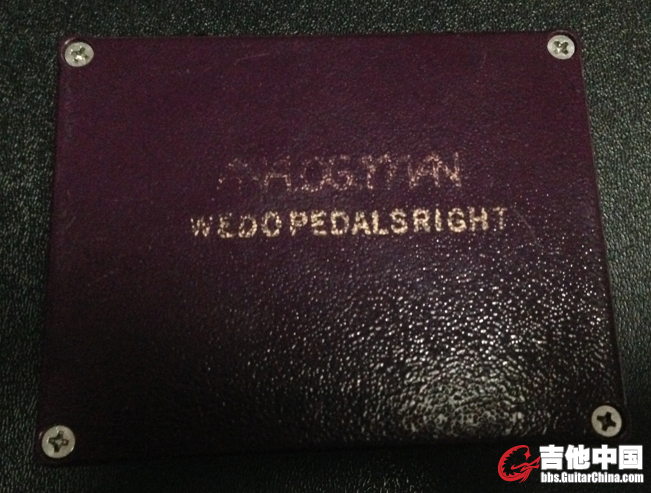 ANALOGMAN
WE DO PEDALS RIGHT
吉他中国
bbs.GuitarChina.com